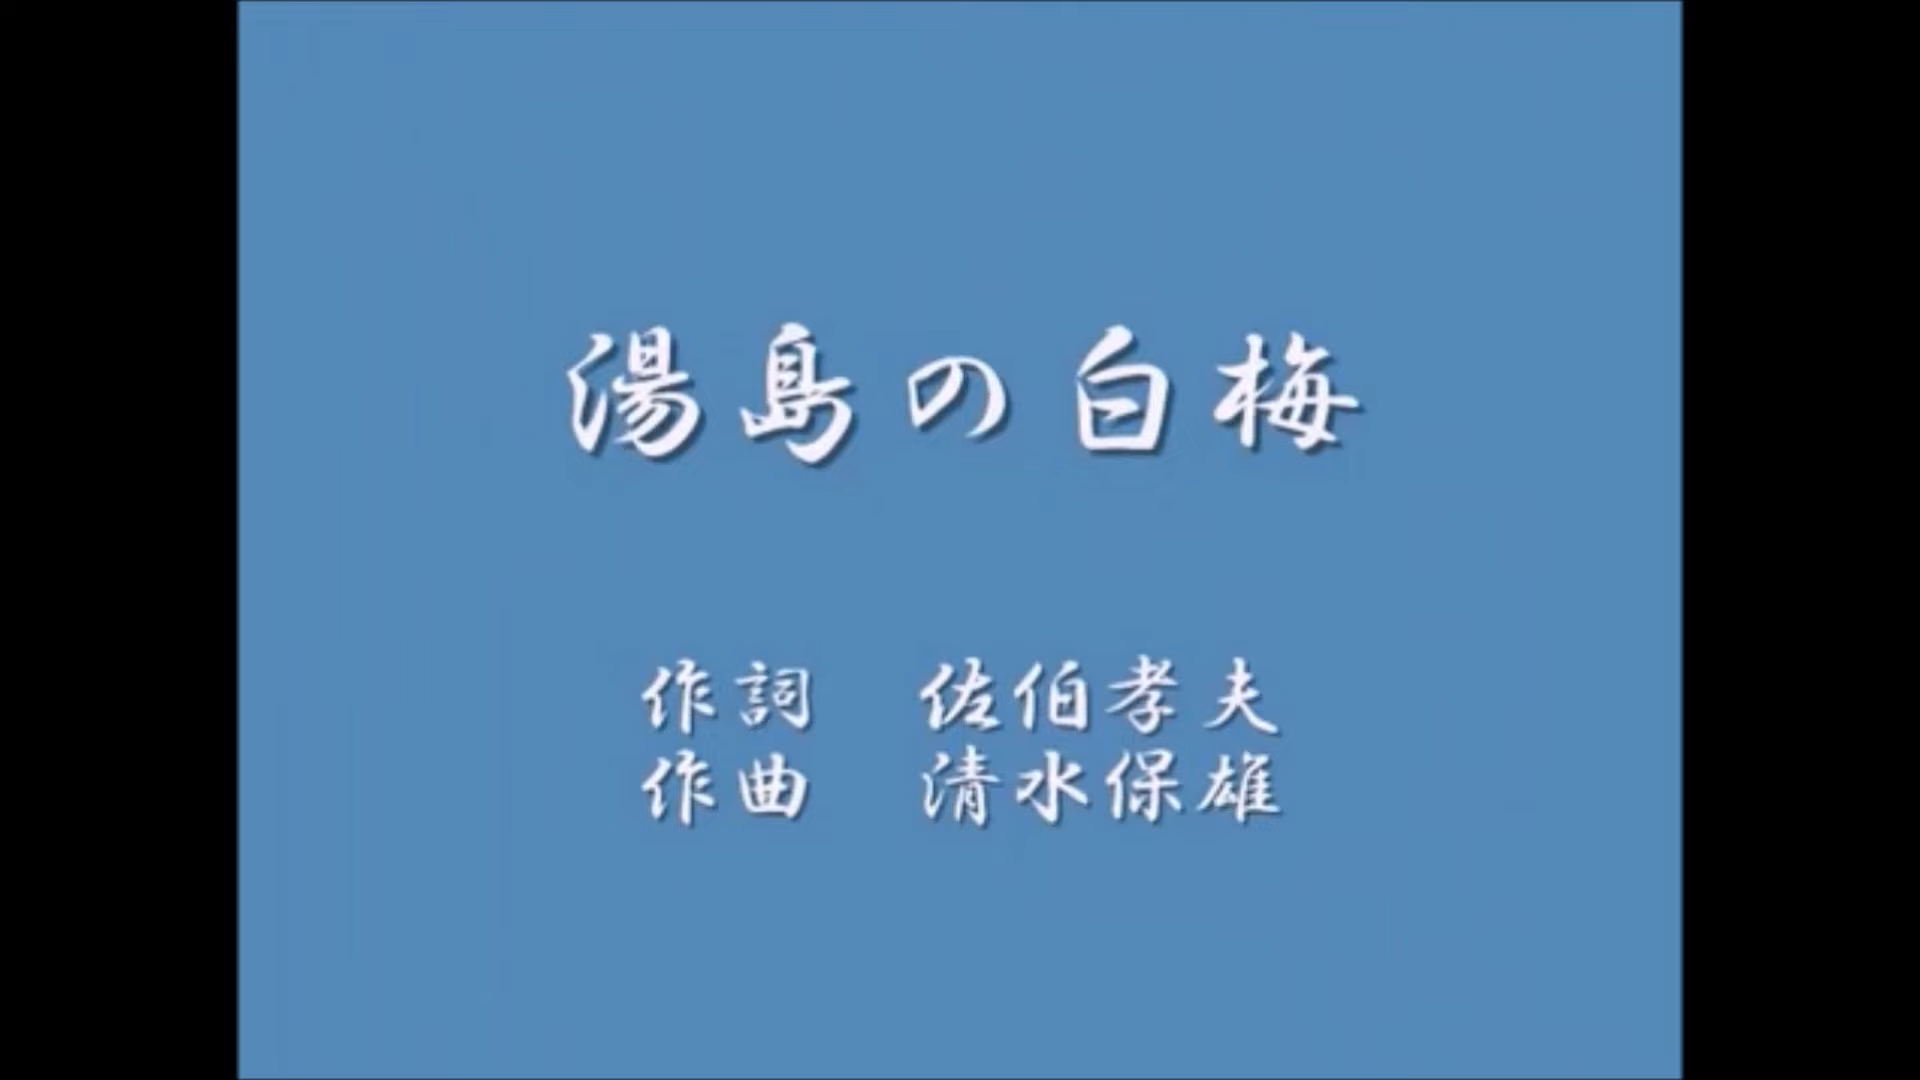 湯島の白梅
作詞　佐伯孝夫
作曲　清水保雄